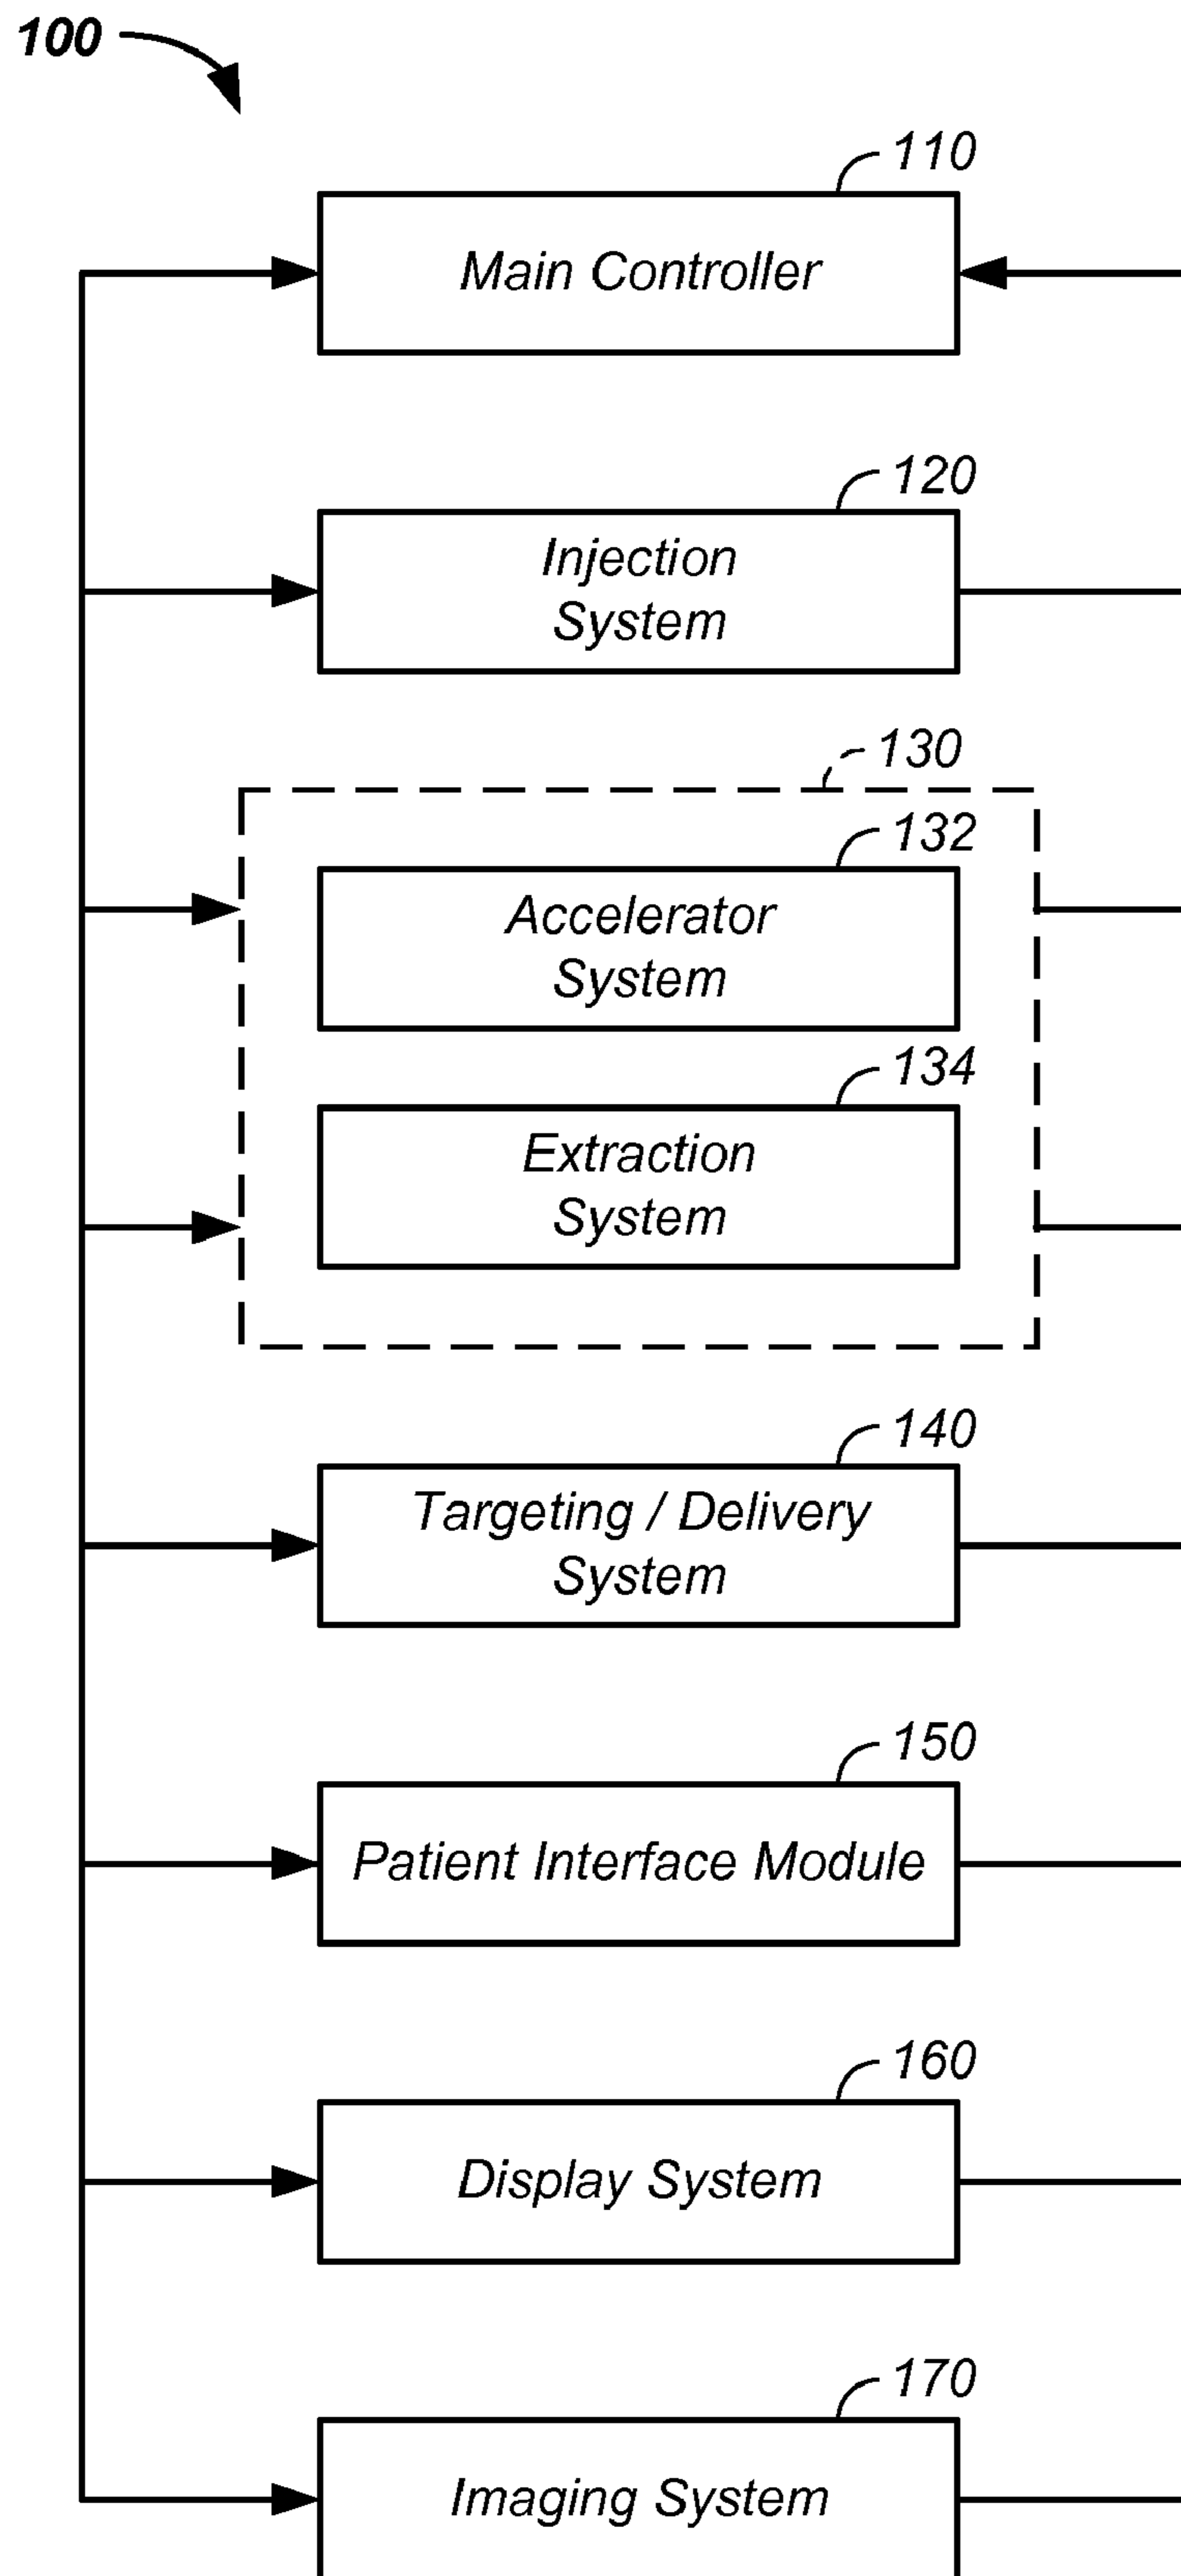 100
110
Main Controller
120
Injection
System
130
132
Accelerator
System
134
Extraction
System
140
Targeting / Delivery
System
150
Patient Interface Module
160
Display System
170
Imaging System